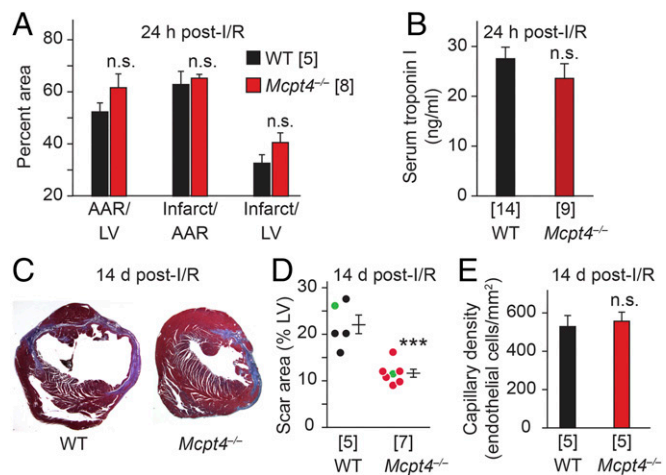 A
24 h post-I/R
WT [5]
Mcpt4–/– [8]
n.s.
n.s.
n.s.
Percent area
80
60
40
20
AAR/
LV
Infarct/
AAR
Infarct/
LV
B
24 h post-I/R
n.s.
Serum troponin I
(ng/ml)
30
20
10
0
[14]
WT
[9]
Mcpt4–/–
C
14 d post-I/R
WT
Mcpt4–/–
D
14 d post-I/R
Scar area (% LV)
30
20
10
0
***
[5]
WT
[7]
Mcpt4–/–
E
14 d post-I/R
n.s.
Capillary density
(endothelial cells/mm²)
600
300
0
[5]
WT
[5]
Mcpt4–/–